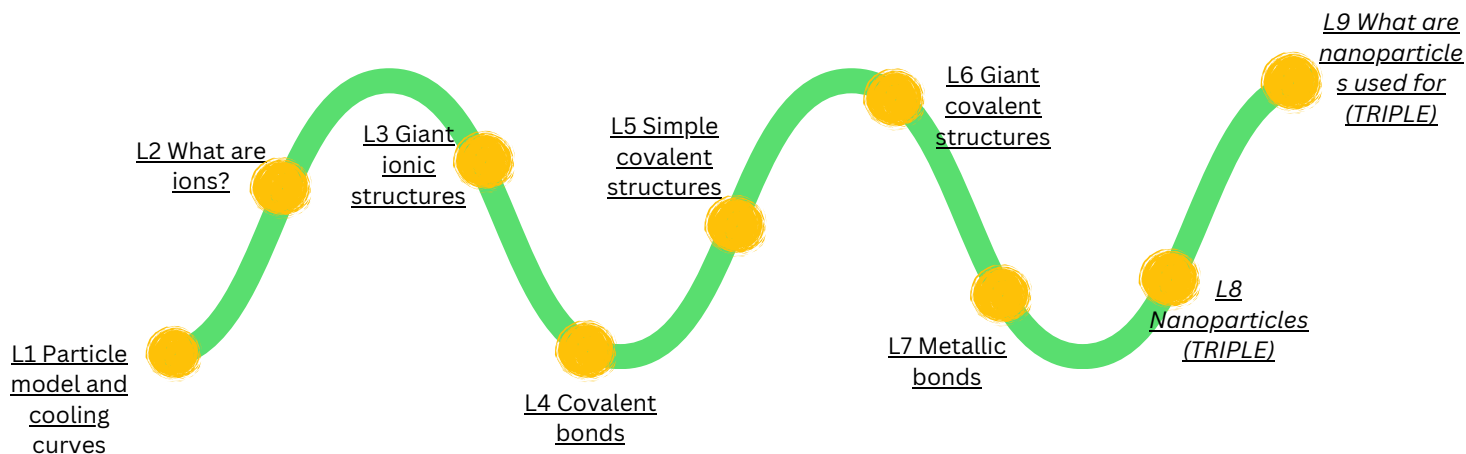 L1 Particle
model and
cooling
curves
L2 What are
ions?
L3 Giant
ionic
structures
L4 Covalent
bonds
L5 Simple
covalent
structures
L6 Giant
covalent
structures
L7 Metallic
bonds
L8
Nanoparticles
(TRIPLE)
L9 What are
nanoparticle
s used for
(TRIPLE)